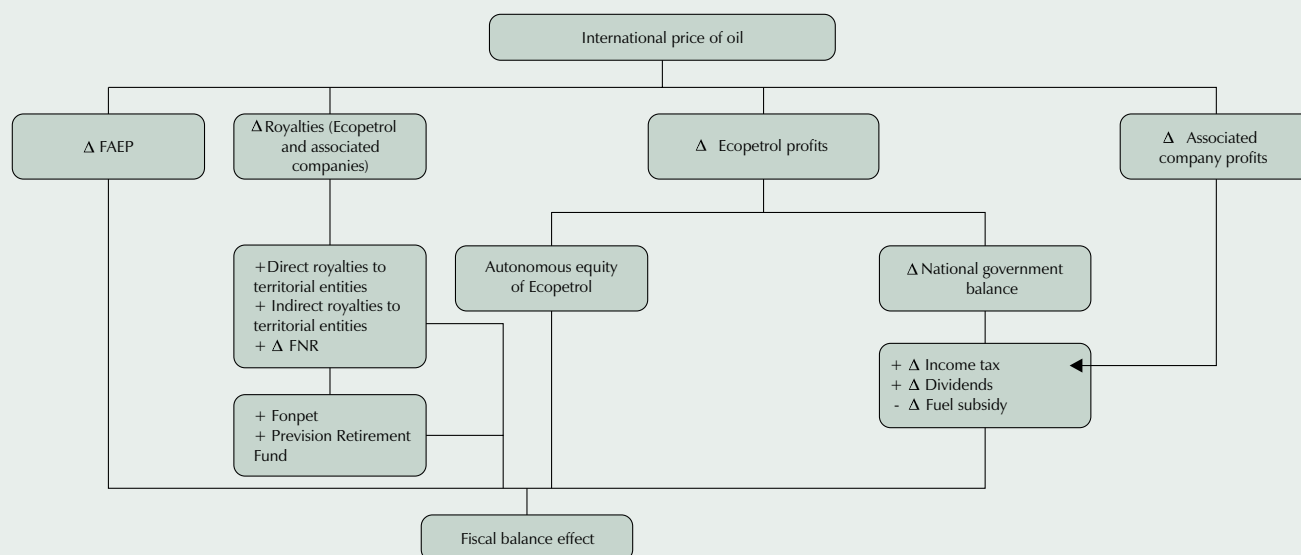 International price of oil
Δ FAEP
Δ Royalties (Ecopetrol
and associated
companies)
Δ Ecopetrol profits
Δ Associated
company profits
+Direct royalties to
territorial entities
+ Indirect royalties to
territorial entities
+ Δ FNR
Autonomous equity
of Ecopetrol
Δ National government
balance
+ Δ Income tax
+ Δ Dividends
- Δ Fuel subsidy
+ Fonpet
+ Prevision Retirement
Fund
Fiscal balance effect